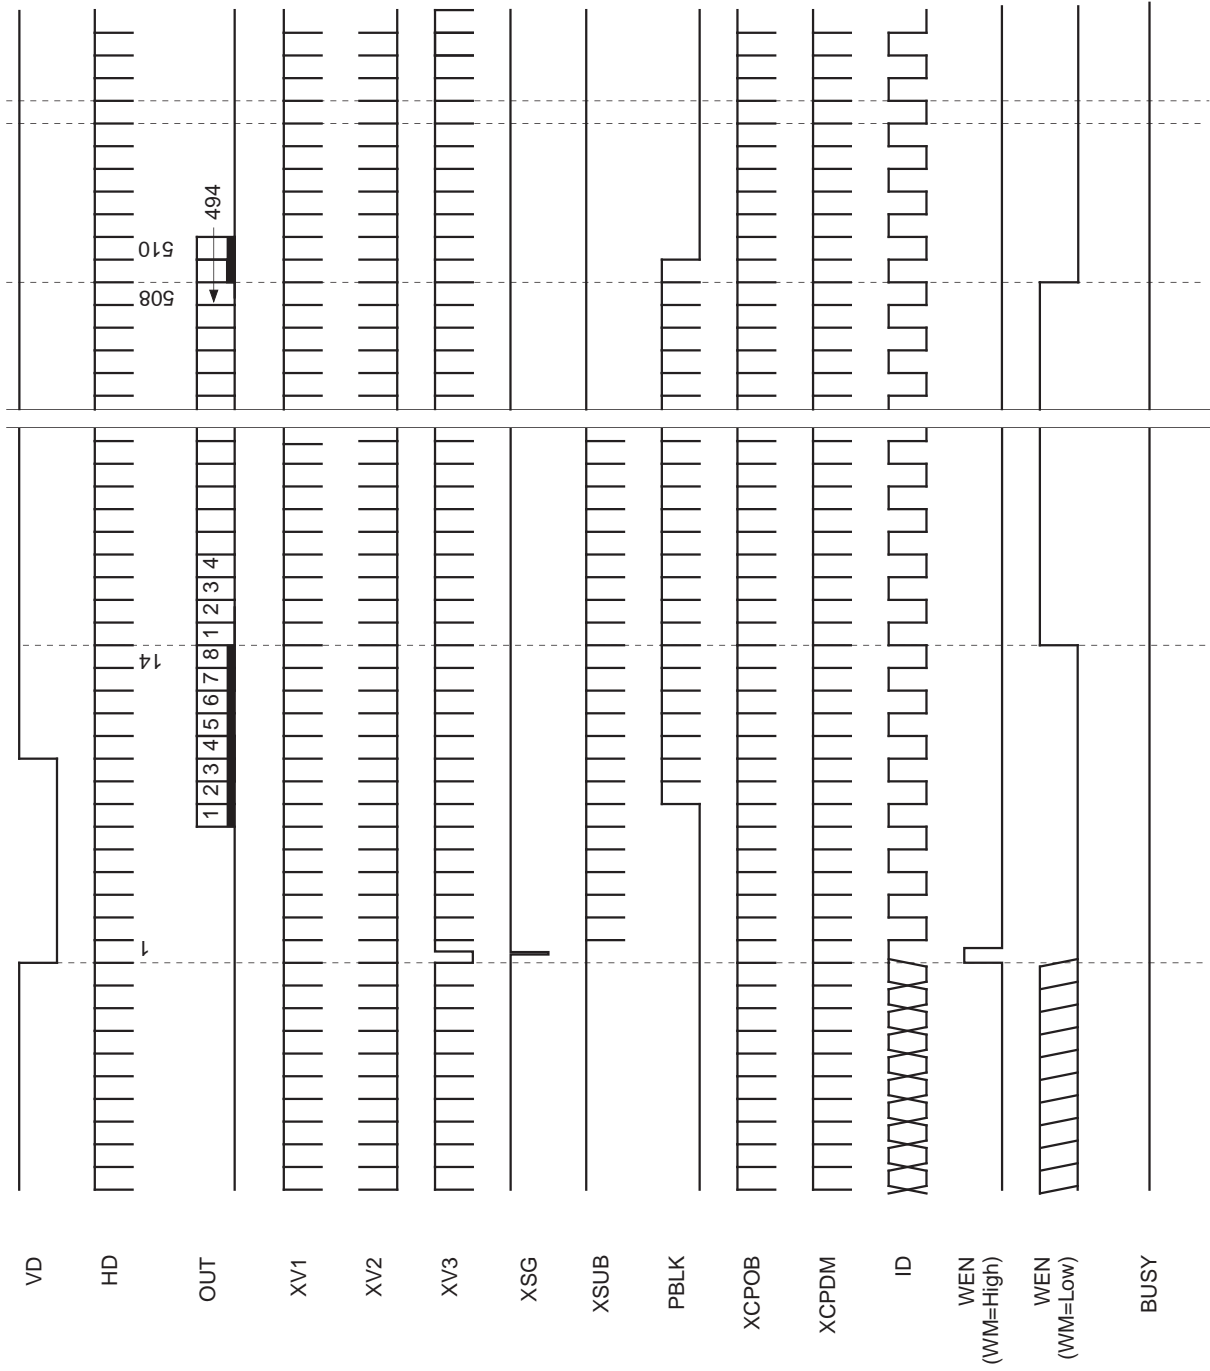 VD
HD
1
14
508
510
OUT
1 2 3 4 5 6 7 8 1 2 3 4
494
XV1
XV2
XV3
XSG
XSUB
PBLK
XCPOB
XCPDM
ID
WEN
(WM=High)
WEN
(WM=Low)
BUSY